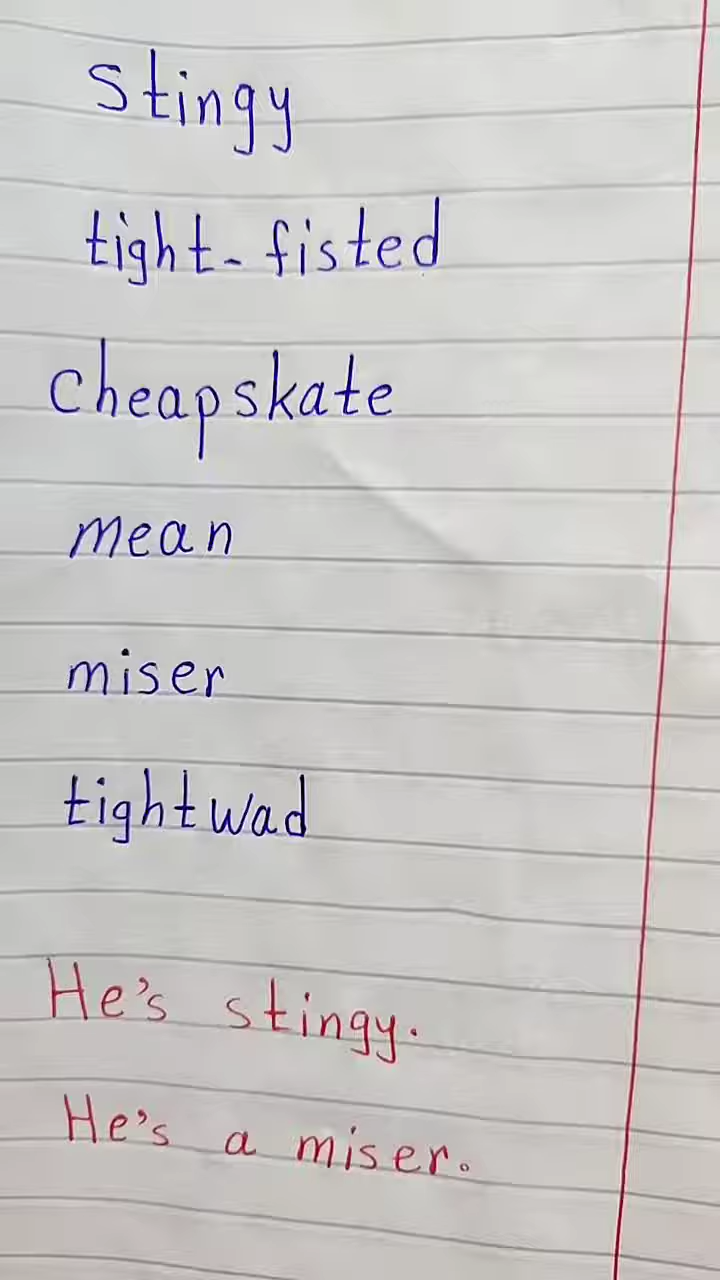 stingy
tight-fisted
cheapskate
mean
miser
tightwad
He's stingy.
He's a miser.